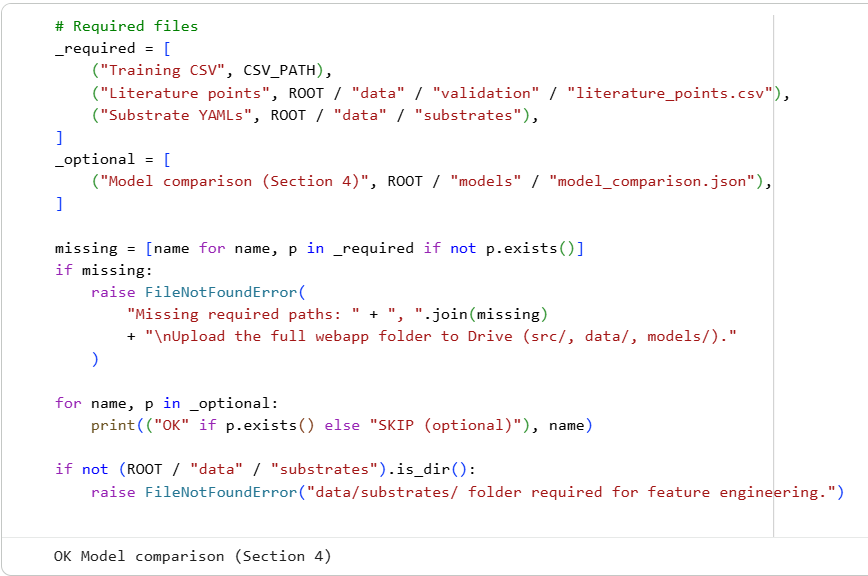 # Required files
_required = [
    ("Training CSV", CSV_PATH),
    ("Literature points", ROOT / "data" / "validation" / "literature_points.csv"),
    ("Substrate YAMLs", ROOT / "data" / "substrates"),
]
_optional = [
    ("Model comparison (Section 4)", ROOT / "models" / "model_comparison.json"),
]

missing = [name for name, p in _required if not p.exists()]
if missing:
    raise FileNotFoundError(
        "Missing required paths: " + ", ".join(missing)
        + "\nUpload the full webapp folder to Drive (src/, data/, models/)."
    )

for name, p in _optional:
    print(("OK" if p.exists() else "SKIP (optional)"), name)

if not (ROOT / "data" / "substrates").is_dir():
    raise FileNotFoundError("data/substrates/ folder required for feature engineering.")

OK Model comparison (Section 4)